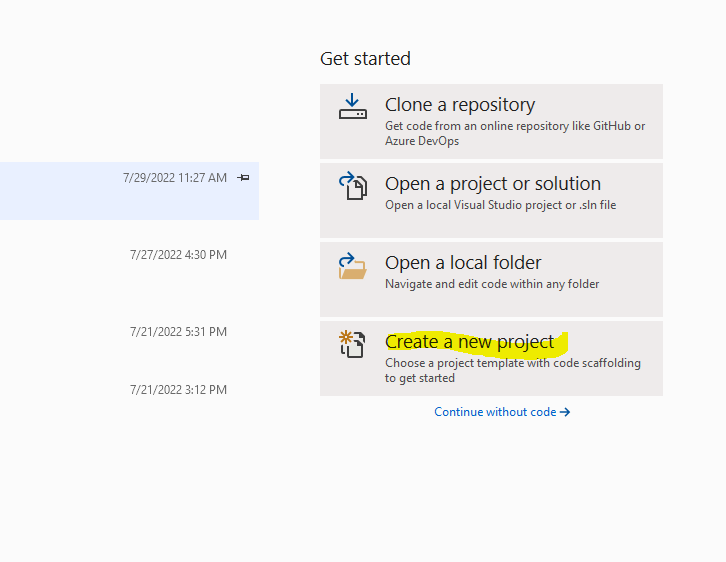 Get started
Clone a repository
Get code from an online repository like GitHub or
Azure DevOps
7/29/2022 11:27 AM
Open a project or solution
Open a local Visual Studio project or .sln file
7/27/2022 4:30 PM
Open a local folder
Navigate and edit code within any folder
7/21/2022 5:31 PM
Create a new project
Choose a project template with code scaffolding
to get started
7/21/2022 3:12 PM
Continue without code